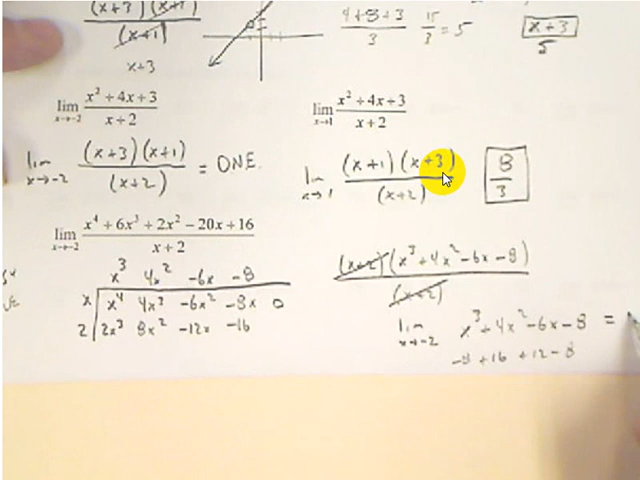 (x+3)(x+1) / (x+1)
x+3
4+8+3 / 3   15/3 = 5
x+3 / 5
lim x→-2 (x² + 4x + 3) / (x + 2)
lim x→1 (x² + 4x + 3) / (x + 2)
lim x→-2 (x+3)(x+1) / (x+2) = DNE.
lim x→1 (x+1)(x+3) / (x+2)   8/3
lim x→-2 (x⁴ + 6x³ + 2x² − 20x + 16) / (x + 2)
x³ 4x² -6x -8
x x⁴ 4x³ -6x² -8x 0
2 2x³ 8x² -12x -16
(x+2)(x³+4x²-6x-8) / (x+2)
lim x→-2 x³+4x²-6x-8 =
-8 +16 +12 -8